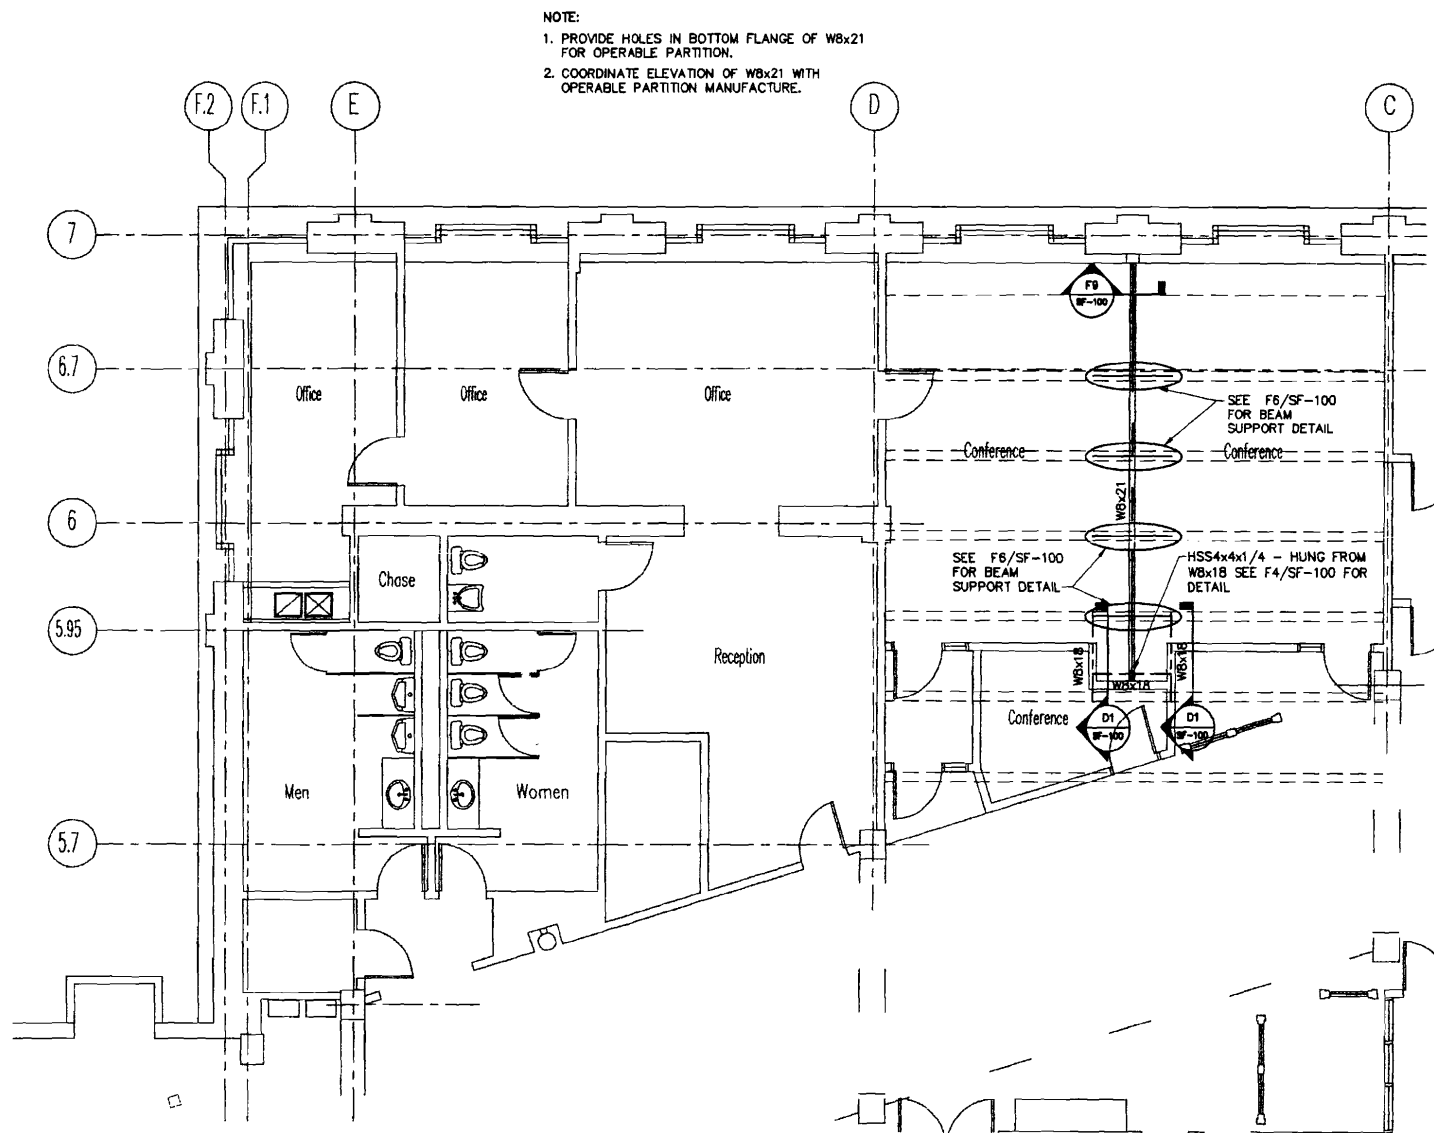 NOTE:
1. PROVIDE HOLES IN BOTTOM FLANGE OF W8x21
FOR OPERABLE PARTITION.
2. COORDINATE ELEVATION OF W8x21 WITH
OPERABLE PARTITION MANUFACTURE.
F.2
F.1
E
D
C
7
F9
SF-100
6.7
Office
Office
Office
SEE F6/SF-100
FOR BEAM
SUPPORT DETAIL
Conference
Conference
W8x21
6
SEE F6/SF-100
FOR BEAM
SUPPORT DETAIL
HSS4x4x1/4 - HUNG FROM
W8x18 SEE F4/SF-100 FOR
DETAIL
Chase
5.95
Reception
W8x18
W8x18
W8x18
Conference
D1
SF-100
D1
SF-100
Men
Women
5.7